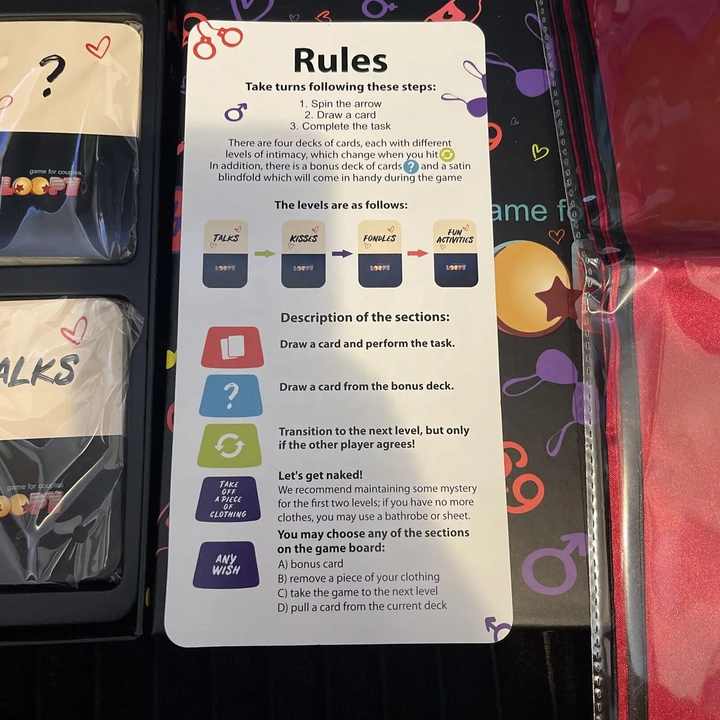 Rules
Take turns following these steps:
1. Spin the arrow
2. Draw a card
3. Complete the task
There are four decks of cards, each with different
levels of intimacy, which change when you hit
In addition, there is a bonus deck of cards ? and a satin
blindfold which will come in handy during the game
The levels are as follows:
TALKS
KISSES
FONDLES
FUN
ACTIVITIES
LOOPY
LOOPY
LOOPY
LOOPY
Description of the sections:
Draw a card and perform the task.
?
Draw a card from the bonus deck.
Transition to the next level, but only
if the other player agrees!
TAKE
OFF
A PIECE
OF
CLOTHING
Let's get naked!
We recommend maintaining some mystery
for the first two levels; if you have no more
clothes, you may use a bathrobe or sheet.
ANY
WISH
You may choose any of the sections
on the game board:
A) bonus card
B) remove a piece of your clothing
C) take the game to the next level
D) pull a card from the current deck
?
game for couples
LOOPY
ALKS
game for couples
OOPY
ame f
69